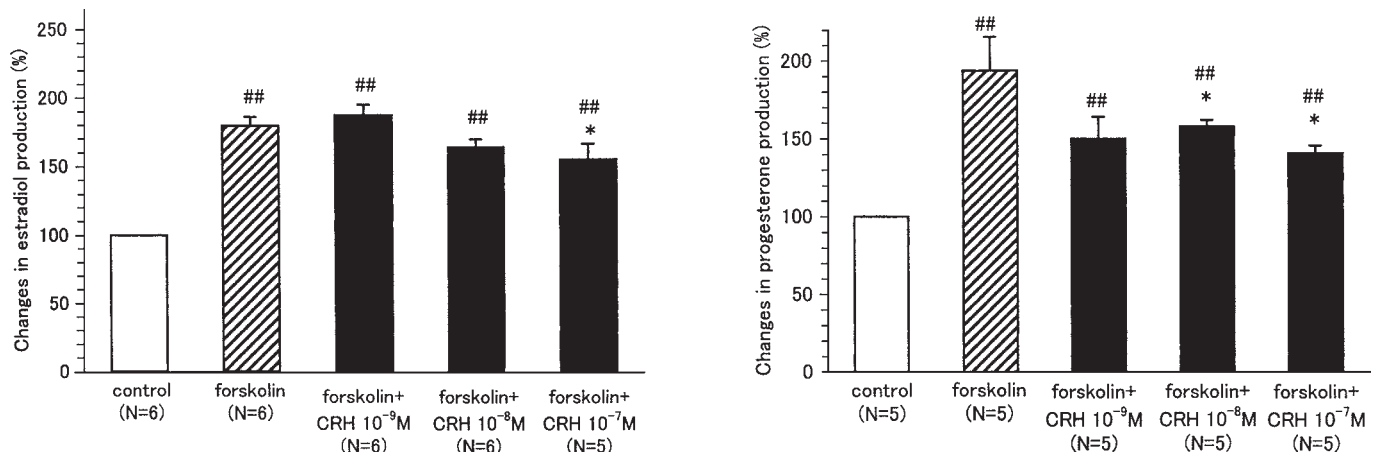 Changes in estradiol production (%)
250
200
150
100
50
0
##
##
##
##
*
control
(N=6)
forskolin
(N=6)
forskolin+
CRH 10⁻⁹M
(N=6)
forskolin+
CRH 10⁻⁸M
(N=6)
forskolin+
CRH 10⁻⁷M
(N=5)
Changes in progesterone production (%)
200
150
100
50
0
##
##
##
*
##
*
control
(N=5)
forskolin
(N=5)
forskolin+
CRH 10⁻⁹M
(N=5)
forskolin+
CRH 10⁻⁸M
(N=5)
forskolin+
CRH 10⁻⁷M
(N=5)